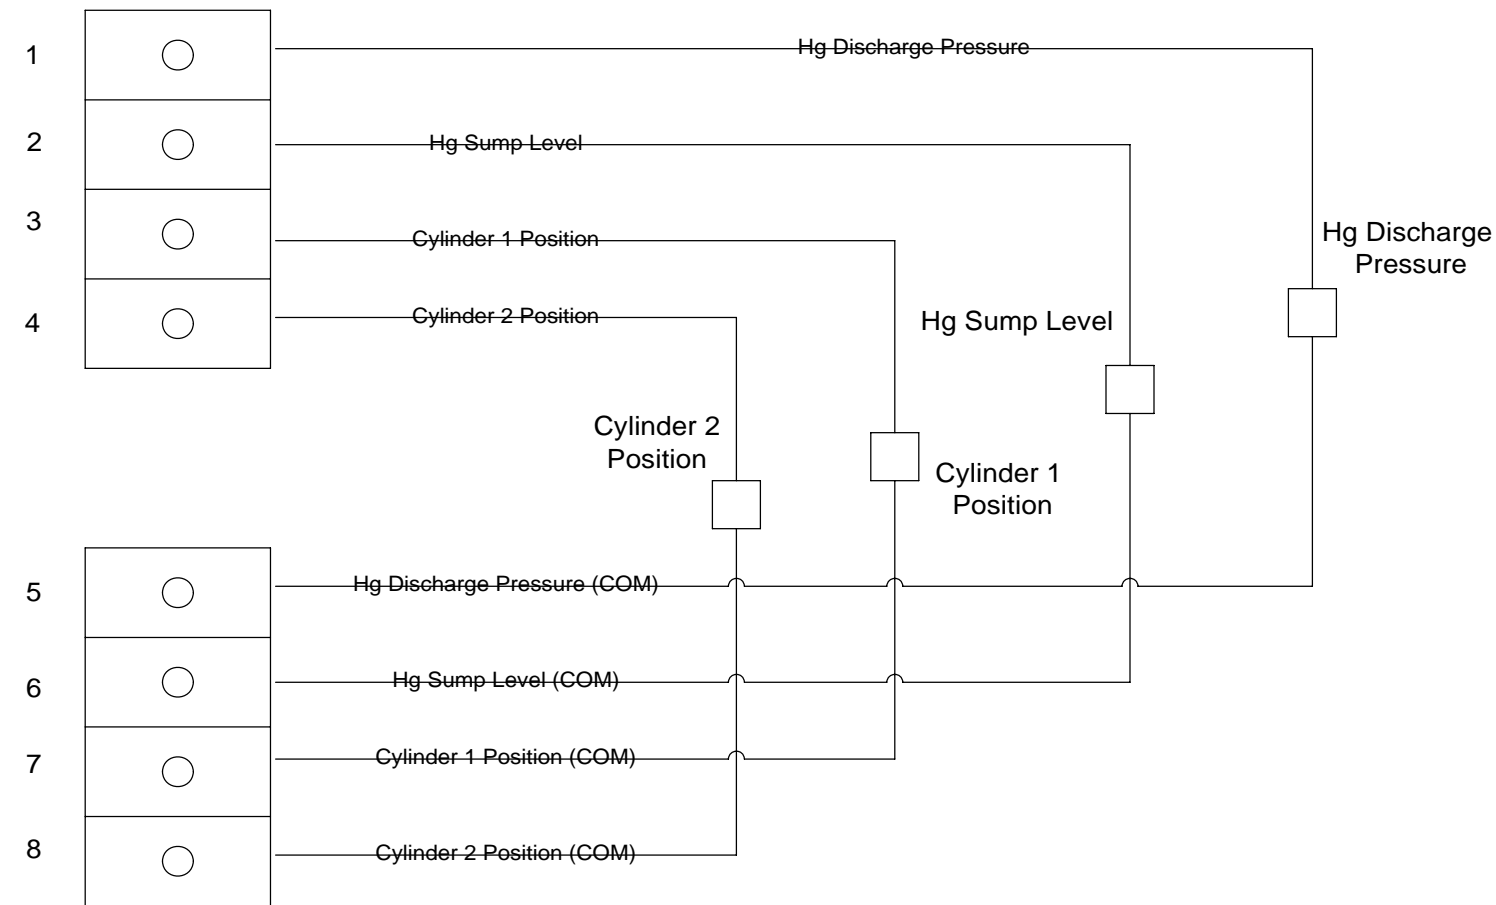 1
Hg Discharge Pressure
2
Hg Sump Level
3
Cylinder 1 Position
Hg Discharge
Pressure
4
Cylinder 2 Position
Hg Sump Level
Cylinder 2
Position
Cylinder 1
Position
5
Hg Discharge Pressure (COM)
6
Hg Sump Level (COM)
7
Cylinder 1 Position (COM)
8
Cylinder 2 Position (COM)